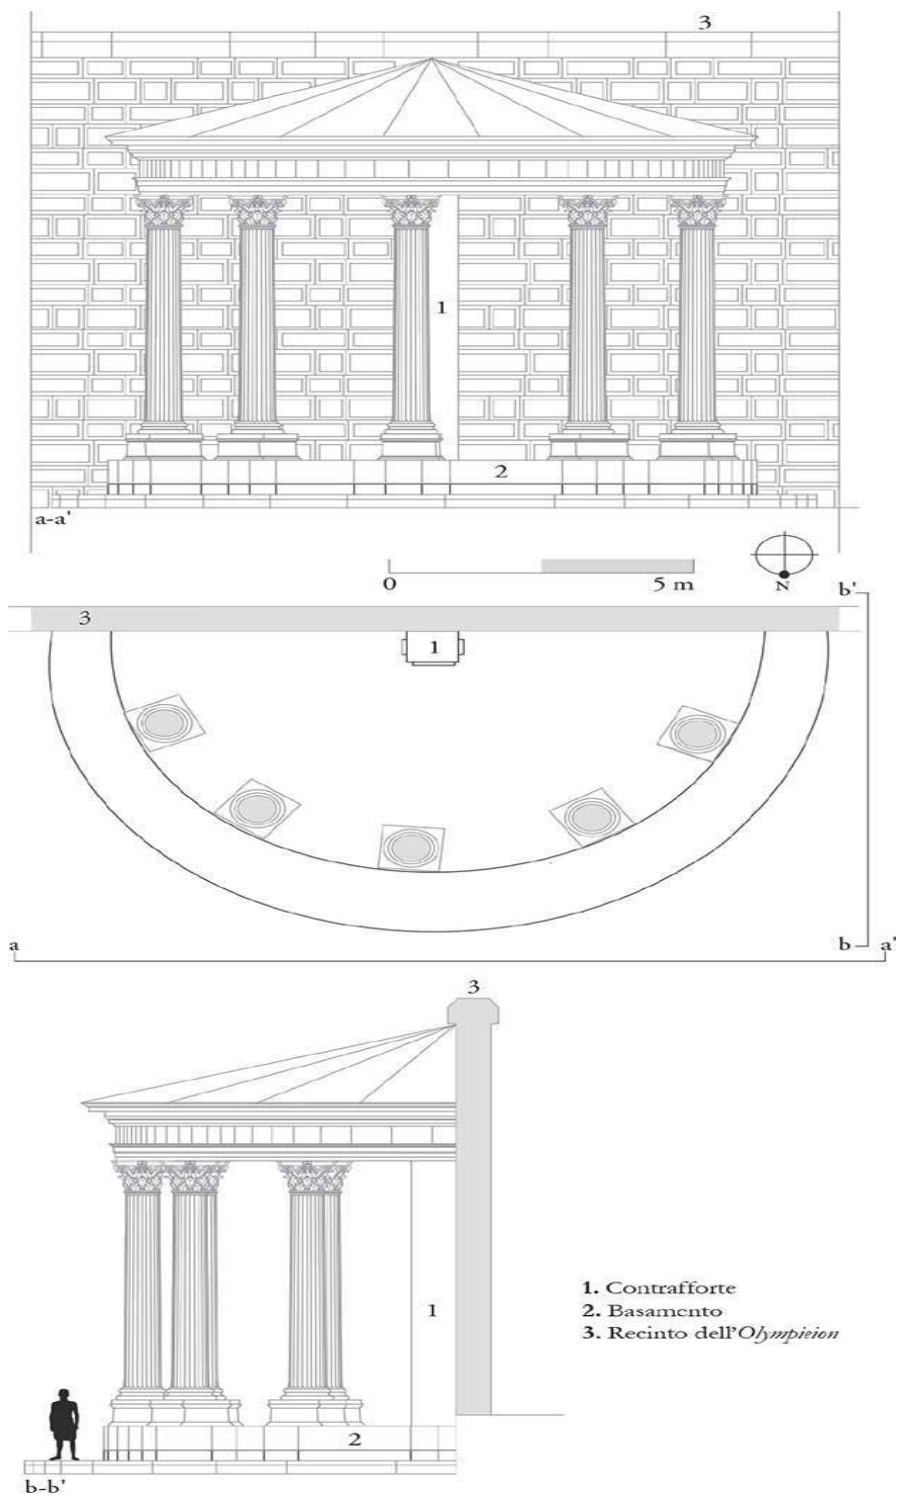 3
1
2
a-a'
0 5 m
N
b'
3
1
a
b
a'
3
1
2
1. Contrafforte
2. Basamento
3. Recinto dell'Olympieion
b-b'